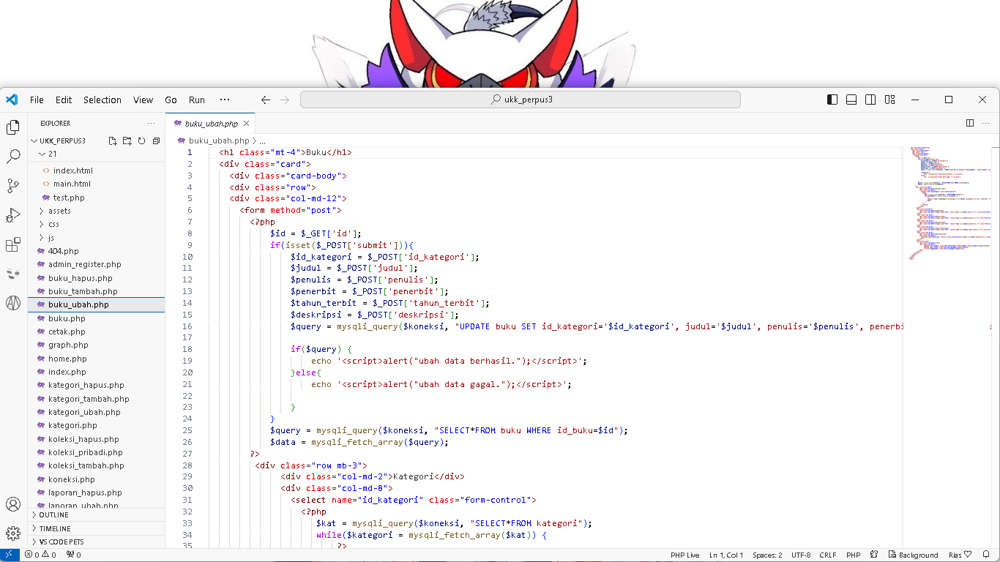 File Edit Selection View Go Run ··· ukk_perpus3
EXPLORER ···
UKK_PERPUS3
21
index.html
main.html
test.php
assets
css
js
404.php
admin_register.php
buku_hapus.php
buku_tambah.php
buku_ubah.php
buku.php
cetak.php
graph.php
home.php
index.php
kategori_hapus.php
kategori_tambah.php
kategori_ubah.php
kategori.php
koleksi_hapus.php
koleksi_pribadi.php
koleksi_tambah.php
koneksi.php
laporan_hapus.php
laporan_ubah.php
OUTLINE
TIMELINE
VS CODE PETS
buku_ubah.php
buku_ubah.php > ...
1 <h1 class="mt-4">Buku</h1>
2 <div class="card">
3 <div class="card-body">
4 <div class="row">
5 <div class="col-md-12">
6 <form method="post">
7 <?php
8 $id = $_GET['id'];
9 if(isset($_POST['submit'])){
10 $id_kategori = $_POST['id_kategori'];
11 $judul = $_POST['judul'];
12 $penulis = $_POST['penulis'];
13 $penerbit = $_POST['penerbit'];
14 $tahun_terbit = $_POST['tahun_terbit'];
15 $deskripsi = $_POST['deskripsi'];
16 $query = mysqli_query($koneksi, "UPDATE buku SET id_kategori='$id_kategori', judul='$judul', penulis='$penulis', penerbi
17
18 if($query) {
19 echo '<script>alert("ubah data berhasil.");</script>';
20 }else{
21 echo '<script>alert("ubah data gagal.");</script>';
22
23 }
24 }
25 $query = mysqli_query($koneksi, "SELECT*FROM buku WHERE id_buku=$id");
26 $data = mysqli_fetch_array($query);
27 ?>
28 <div class="row mb-3">
29 <div class="col-md-2">Kategori</div>
30 <div class="col-md-8">
31 <select name="id_kategori" class="form-control">
32 <?php
33 $kat = mysqli_query($koneksi, "SELECT*FROM kategori");
34 while($kategori = mysqli_fetch_array($kat)) {
35 ?>
0 0 0 PHP Live Ln 1, Col 1 Spaces: 2 UTF-8 CRLF PHP Background Rias♡